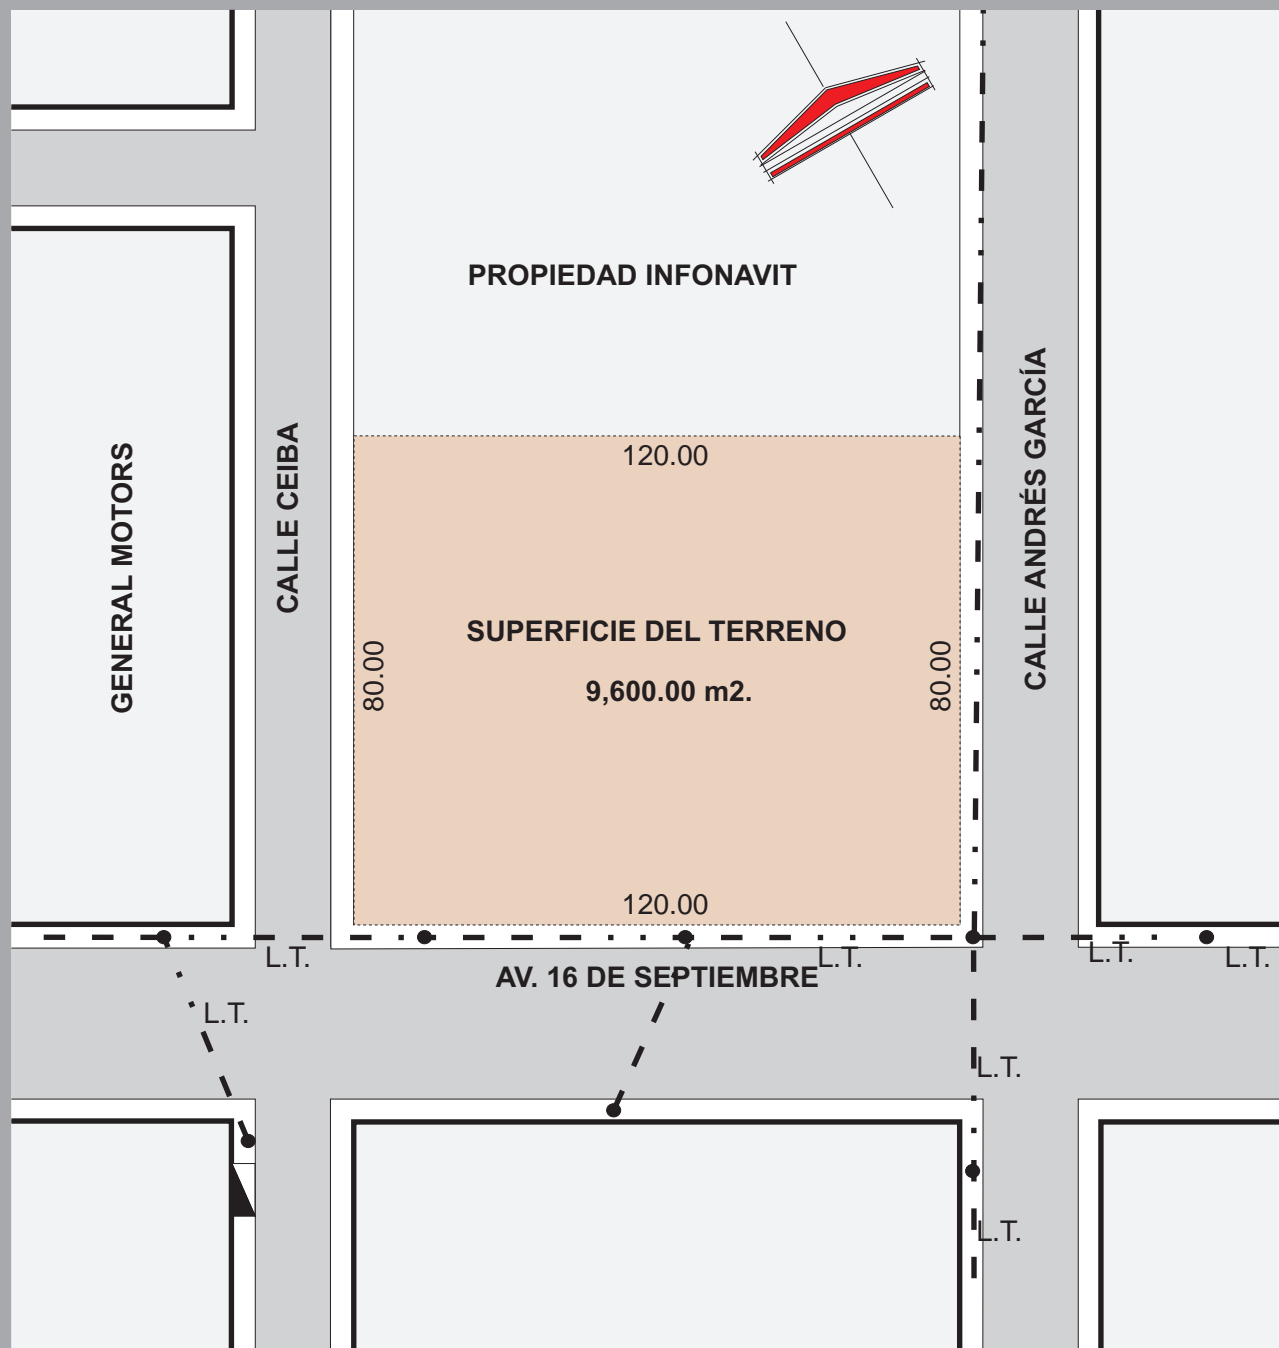 PROPIEDAD INFONAVIT
GENERAL MOTORS
CALLE CEIBA
CALLE ANDRÉS GARCÍA
120.00
SUPERFICIE DEL TERRENO
80.00
9,600.00 m2.
80.00
120.00
L.T.
L.T.
L.T.
L.T.
AV. 16 DE SEPTIEMBRE
L.T.
L.T.
L.T.